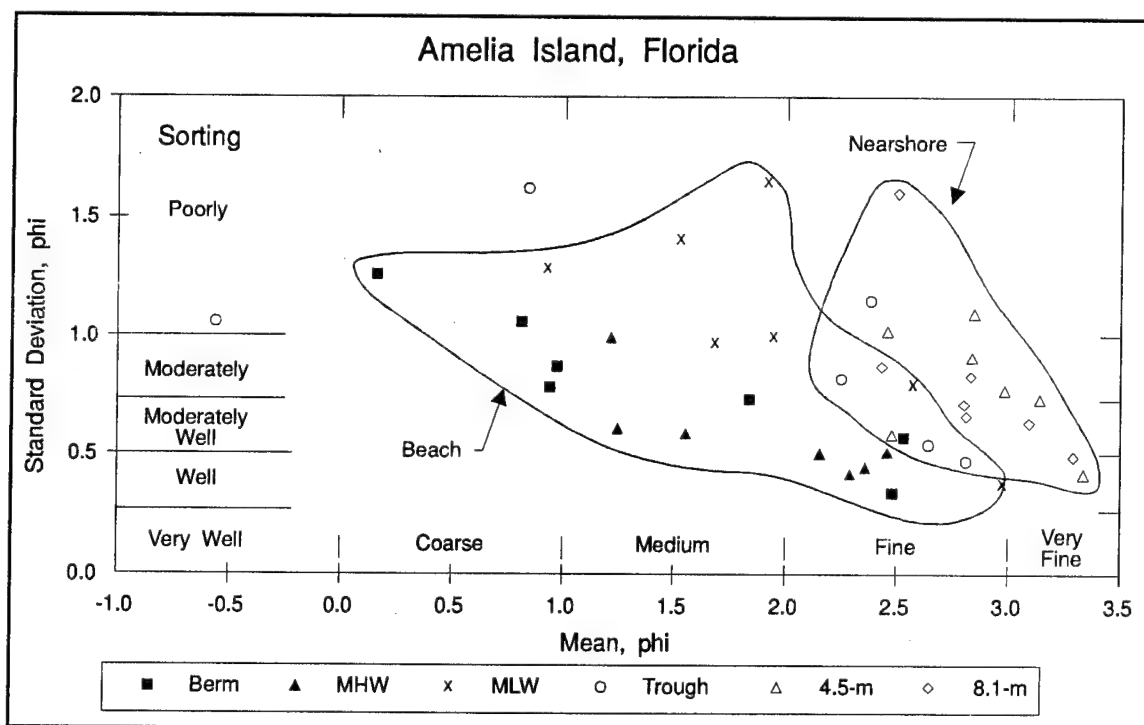 Amelia Island, Florida
2.0
1.5
1.0
0.5
0.0
Standard Deviation, phi
Sorting
Poorly
Moderately
Moderately
Well
Well
Very Well
Nearshore
Beach
Coarse
Medium
Fine
Very
Fine
-1.0 -0.5 0.0 0.5 1.0 1.5 2.0 2.5 3.0 3.5
Mean, phi
Berm MHW MLW Trough 4.5-m 8.1-m